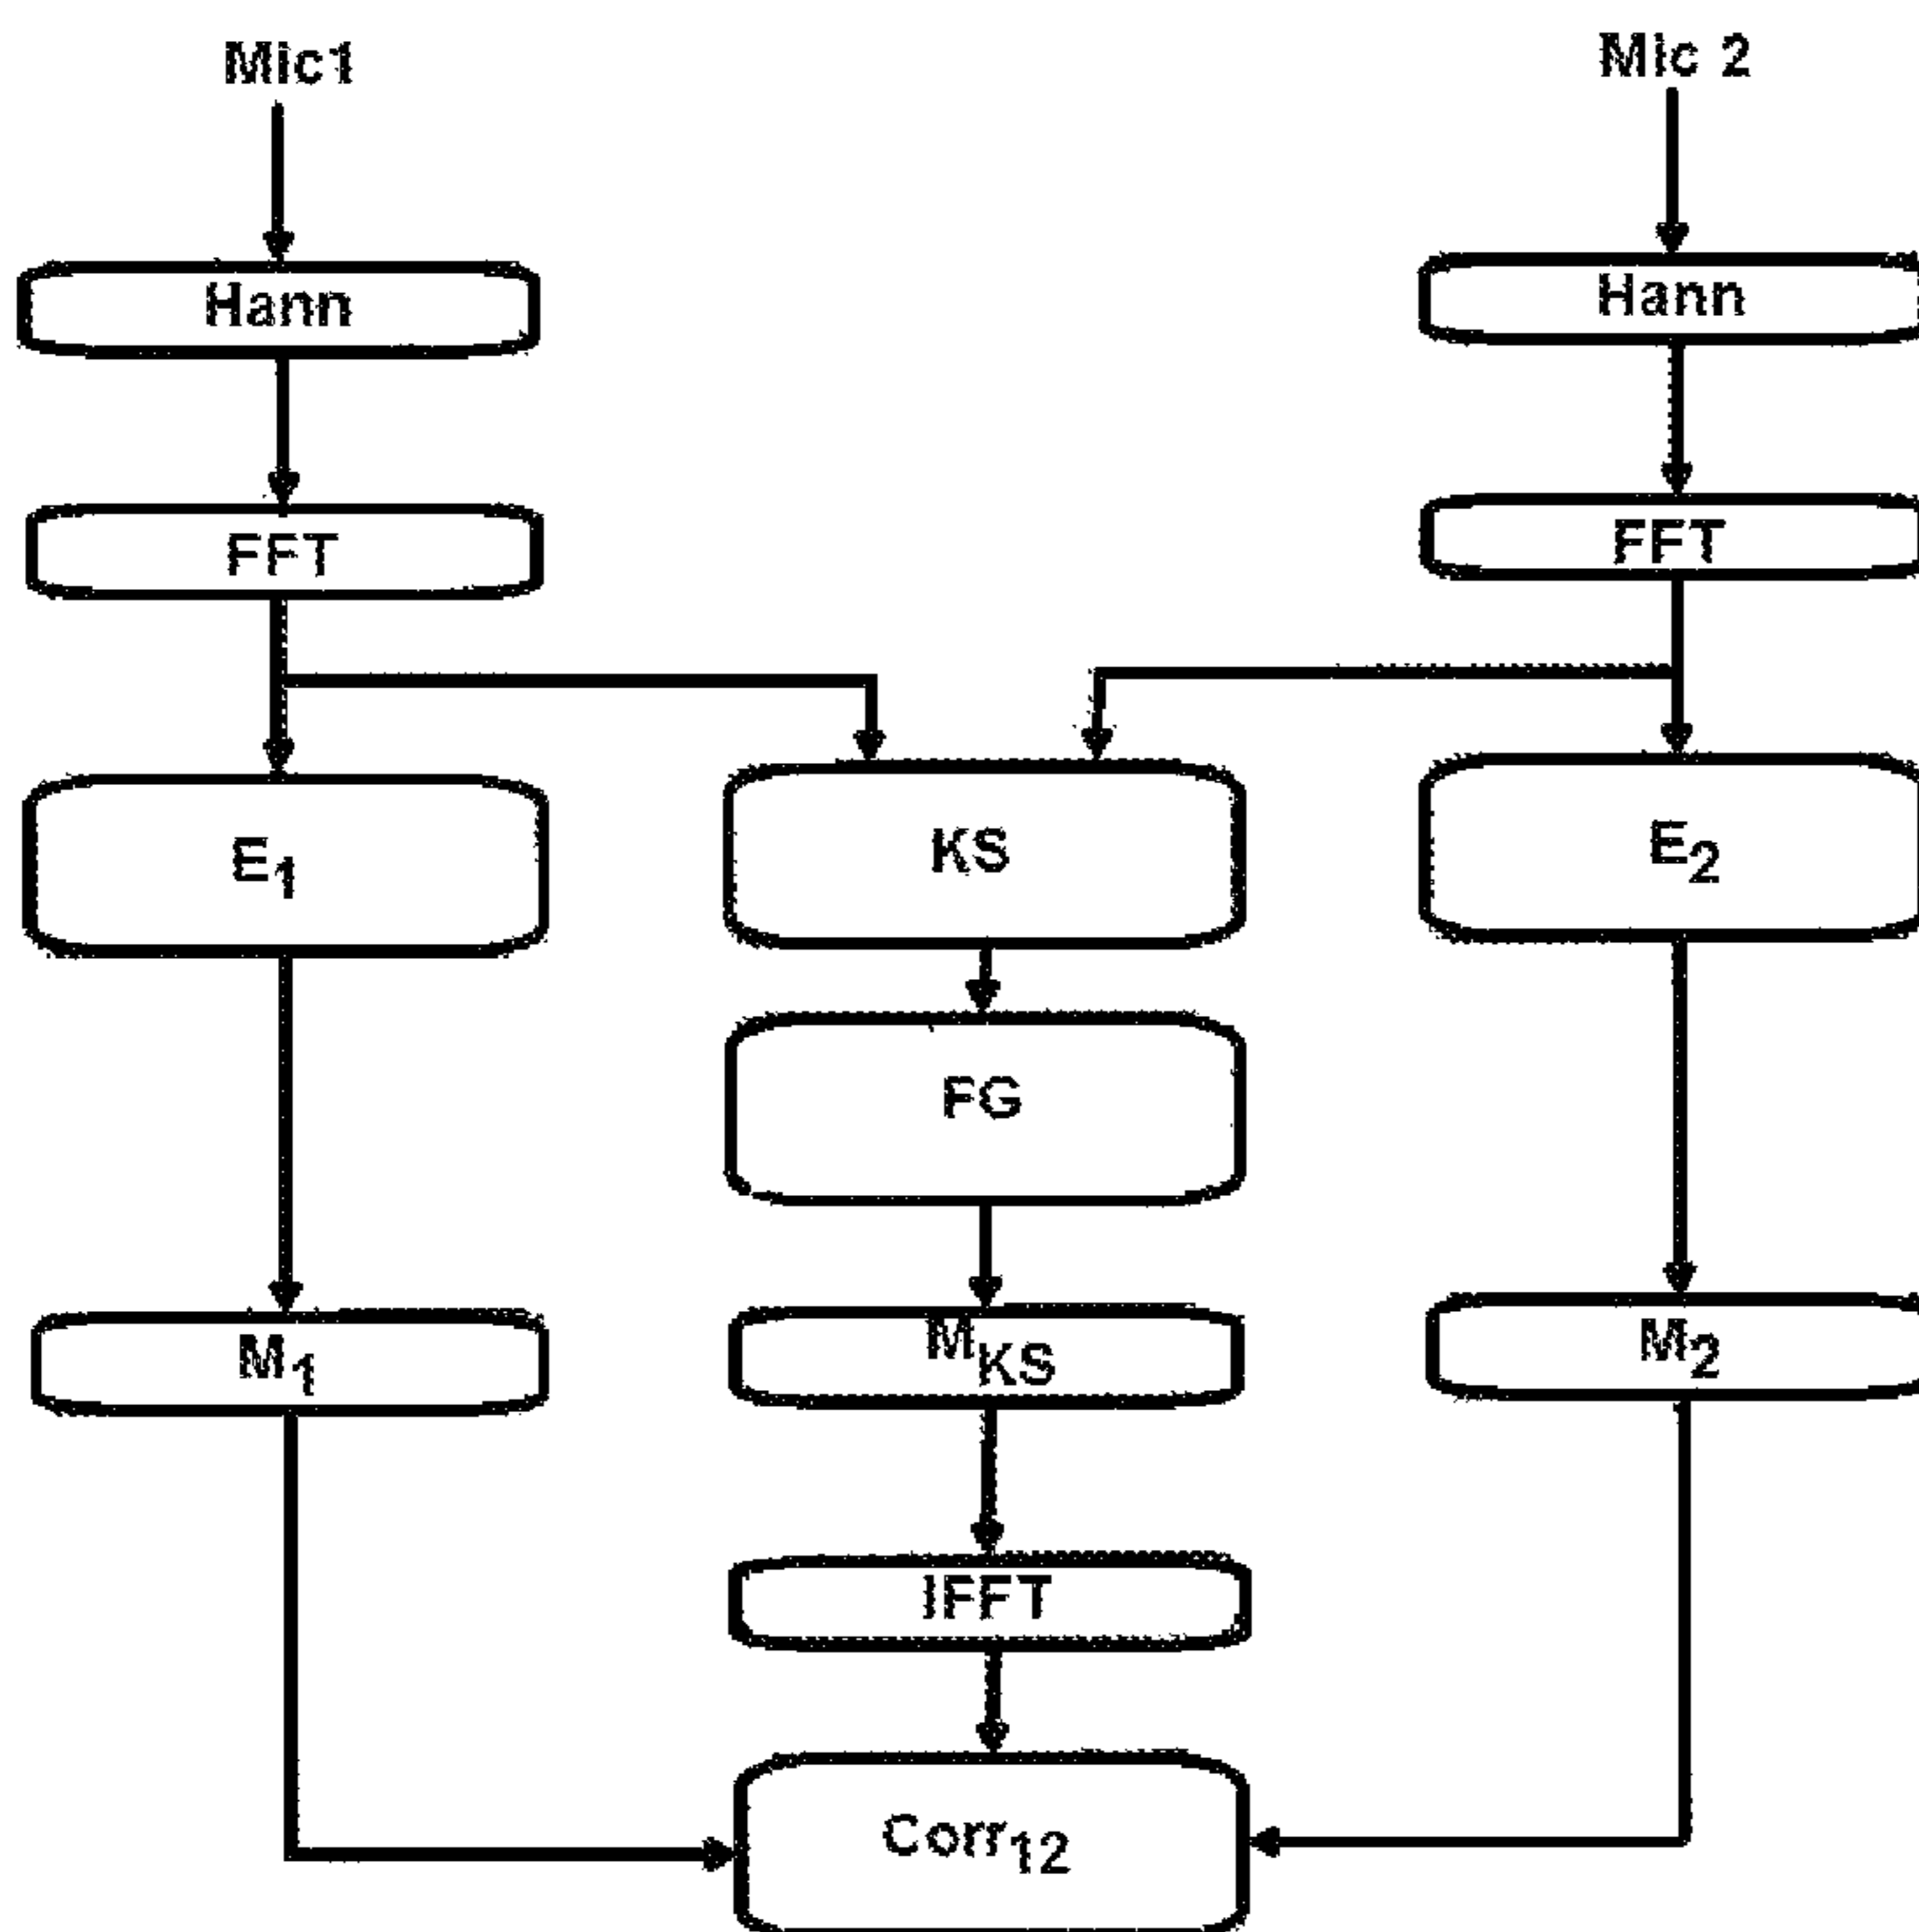 Mic1
Mic 2
Hann
Hann
FFT
FFT
E1
KS
E2
FG
M1
MKS
M2
IFFT
Corr12